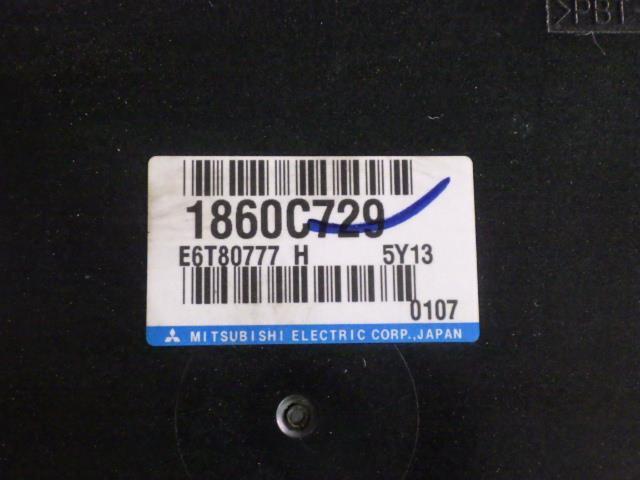 >PBT
1860C729
E6T80777 H 5Y13
0107
MITSUBISHI ELECTRIC CORP.,JAPAN